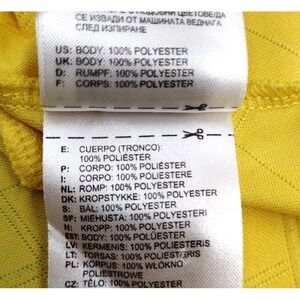 СЕ ИЗВАДИ ОТ МАШИНАТА ВЕДНАГА
СЛЕД ИЗПИРАНЕ
US: BODY: 100% POLYESTER
UK: BODY: 100% POLYESTER
D: RUMPF: 100% POLYESTER
F: CORPS: 100% POLYESTER
E: CUERPO (TRONCO):
100% POLIÉSTER
P: CORPO: 100% POLIÉSTER
I: CORPO: 100% POLIESTERE
NL: ROMP: 100% POLYESTER
DK: KROPSTYKKE: 100% POLYESTER
S: BÅL: 100% POLYESTER
SF: MIEHUSTA: 100% POLYESTERI
N: KROPP: 100% POLYESTER
EST: BODY: 100% POLÜESTER
LV: KERMENIS: 100% POLIESTERIS
LT: TORSAS: 100% POLIESTERIS
PL: KORPUS: 100% WŁÓKNO
POLIESTROWE
CZ: TĚLO: 100% POLYESTER